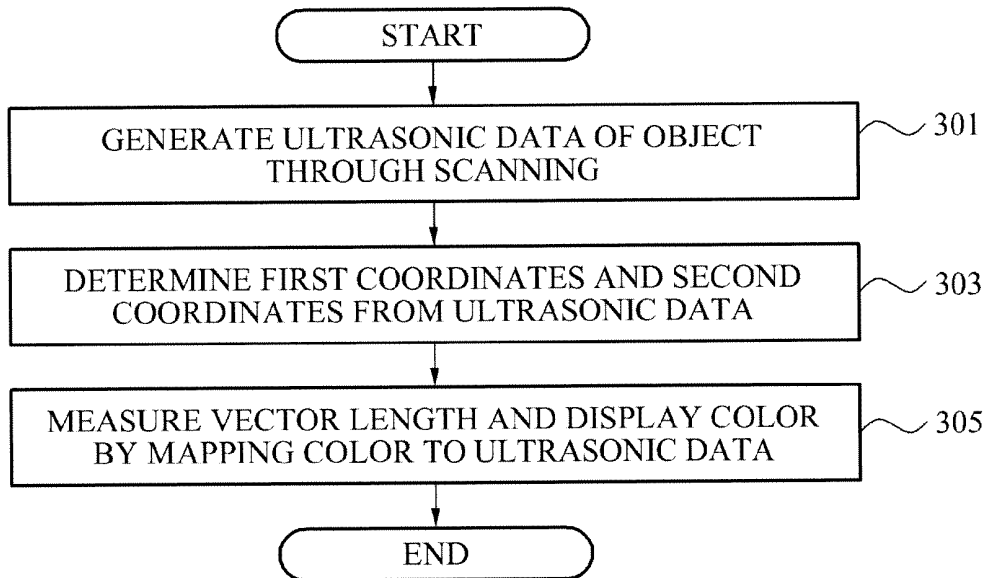 START
GENERATE ULTRASONIC DATA OF OBJECT
THROUGH SCANNING
301
DETERMINE FIRST COORDINATES AND SECOND
COORDINATES FROM ULTRASONIC DATA
303
MEASURE VECTOR LENGTH AND DISPLAY COLOR
BY MAPPING COLOR TO ULTRASONIC DATA
305
END